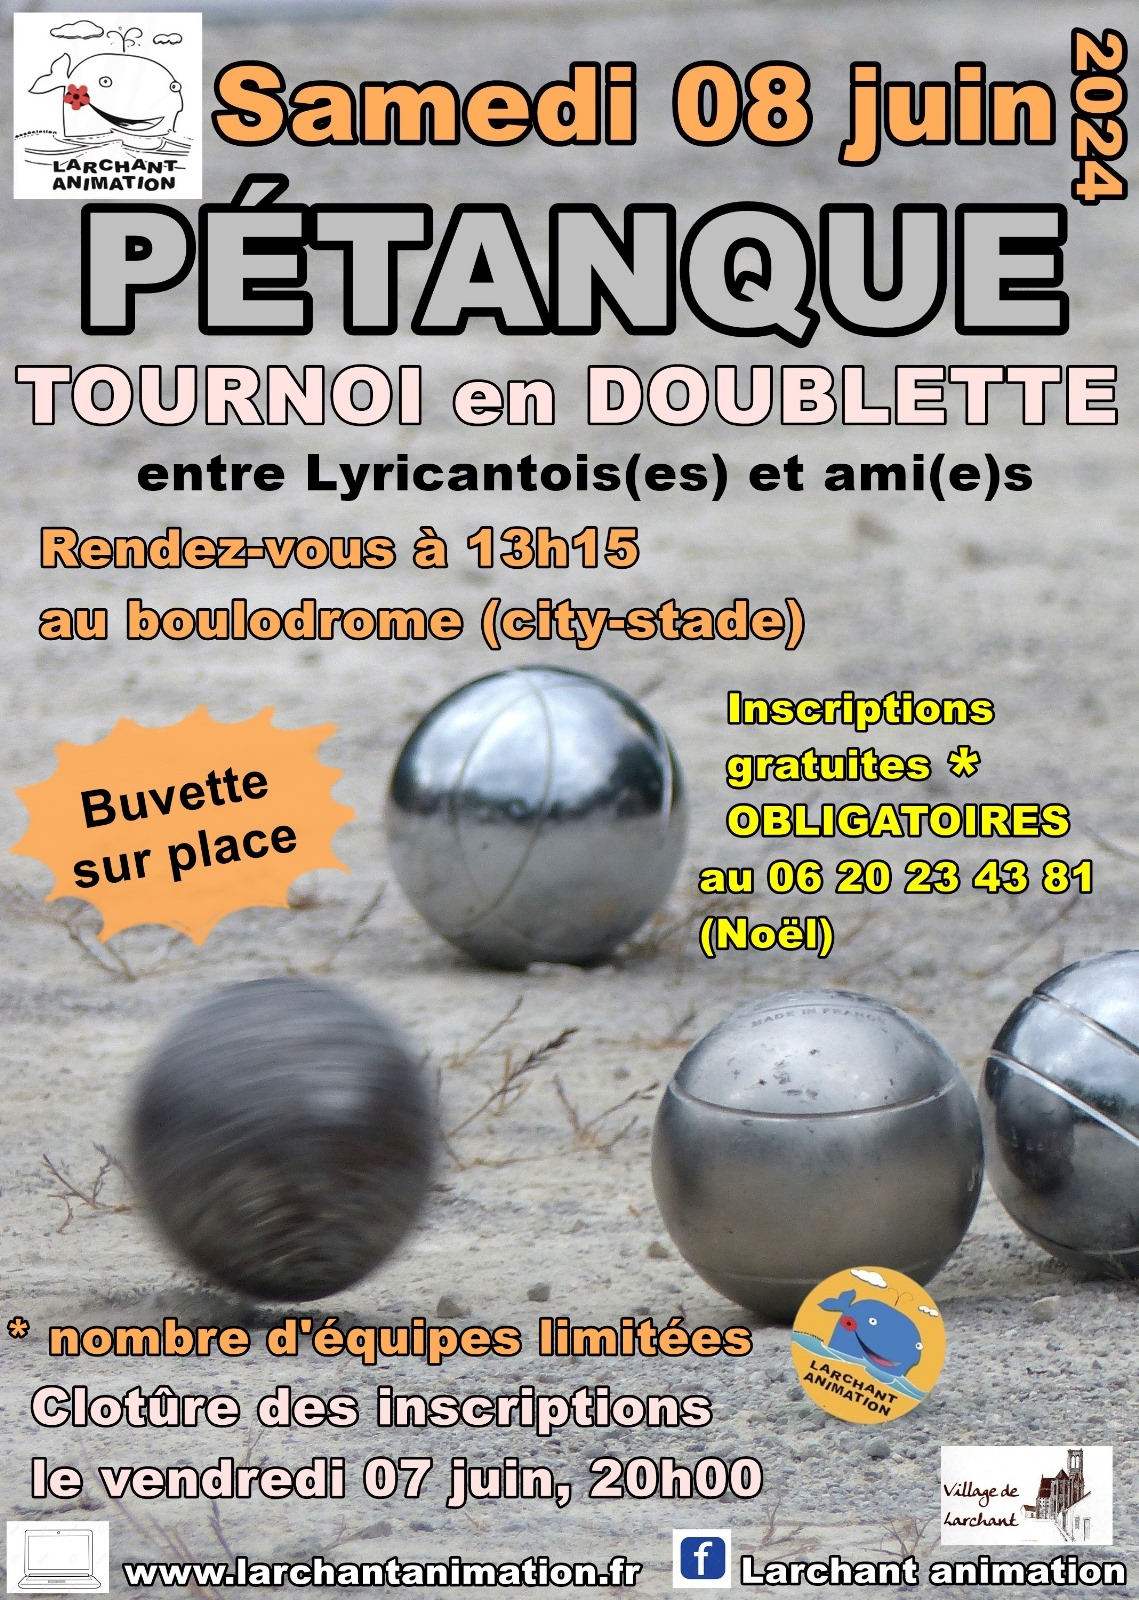 LARCHANT
ANIMATION
Samedi 08 juin
2024
PÉTANQUE
TOURNOI en DOUBLETTE
entre Lyricantois(es) et ami(e)s
Rendez-vous à 13h15
au boulodrome (city-stade)
Inscriptions
gratuites *
OBLIGATOIRES
au 06 20 23 43 81
(Noël)
Buvette
sur place
MADE IN FRANCE
* nombre d'équipes limitées
LARCHANT
ANIMATION
Clotûre des inscriptions
le vendredi 07 juin, 20h00
Village de
Larchant
www.larchantanimation.fr
f Larchant animation